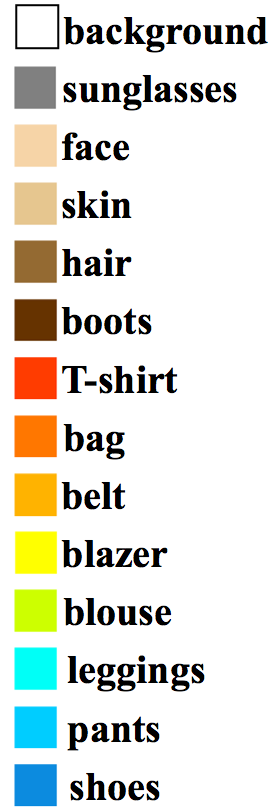 background
sunglasses
face
skin
hair
boots
T-shirt
bag
belt
blazer
blouse
leggings
pants
shoes